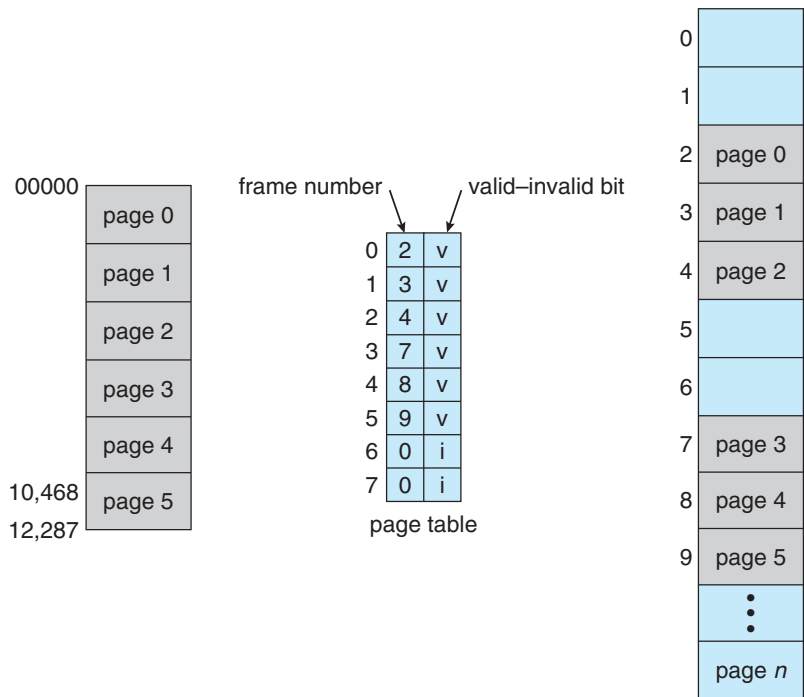 00000
page 0
page 1
page 2
page 3
page 4
page 5
10,468
12,287
frame number
valid–invalid bit
0 2 v
1 3 v
2 4 v
3 7 v
4 8 v
5 9 v
6 0 i
7 0 i
page table
0
1
2 page 0
3 page 1
4 page 2
5
6
7 page 3
8 page 4
9 page 5
page n